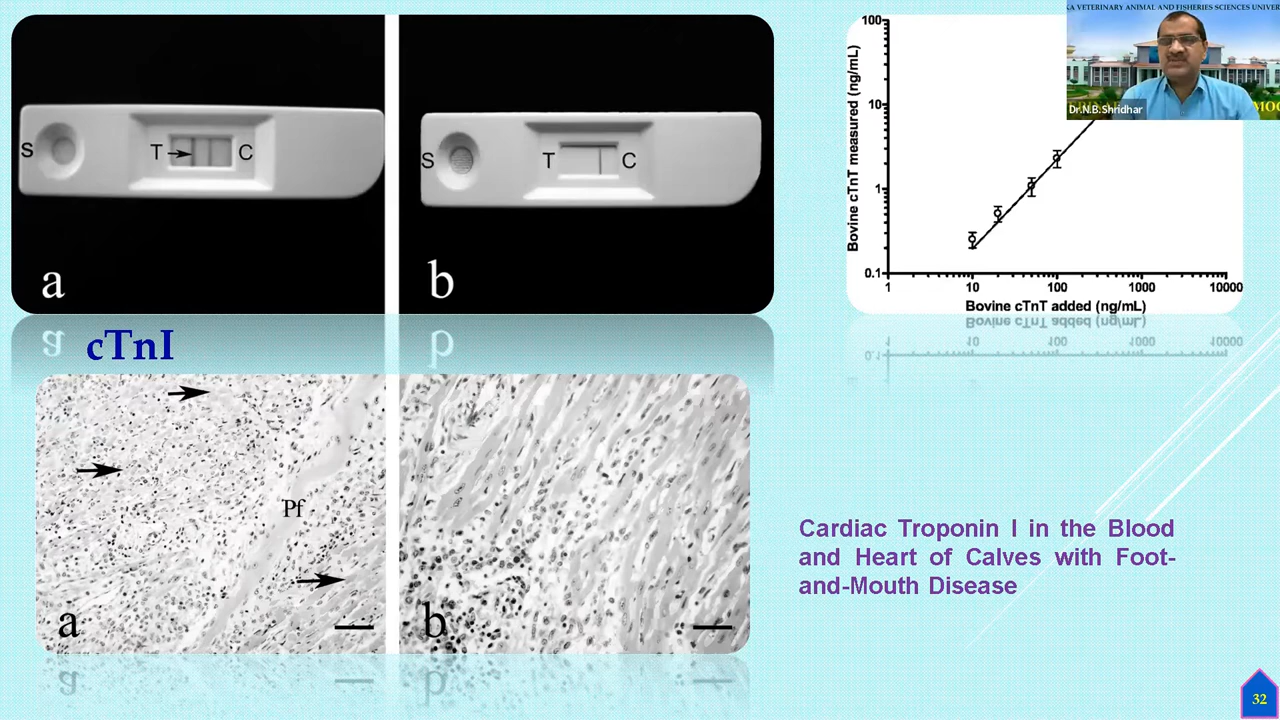 S
T
C
a
S
T
C
b
100
10
1
0.1
1
10
100
1000
10000
Bovine cTnT measured (ng/mL)
Bovine cTnT added (ng/mL)
KA VETERINARY ANIMAL AND FISHERIES SCIENCES UNIVER
Dr.N.B.Shridhar
cTnI
Pf
a
b
Cardiac Troponin I in the Blood
and Heart of Calves with Foot-
and-Mouth Disease
32